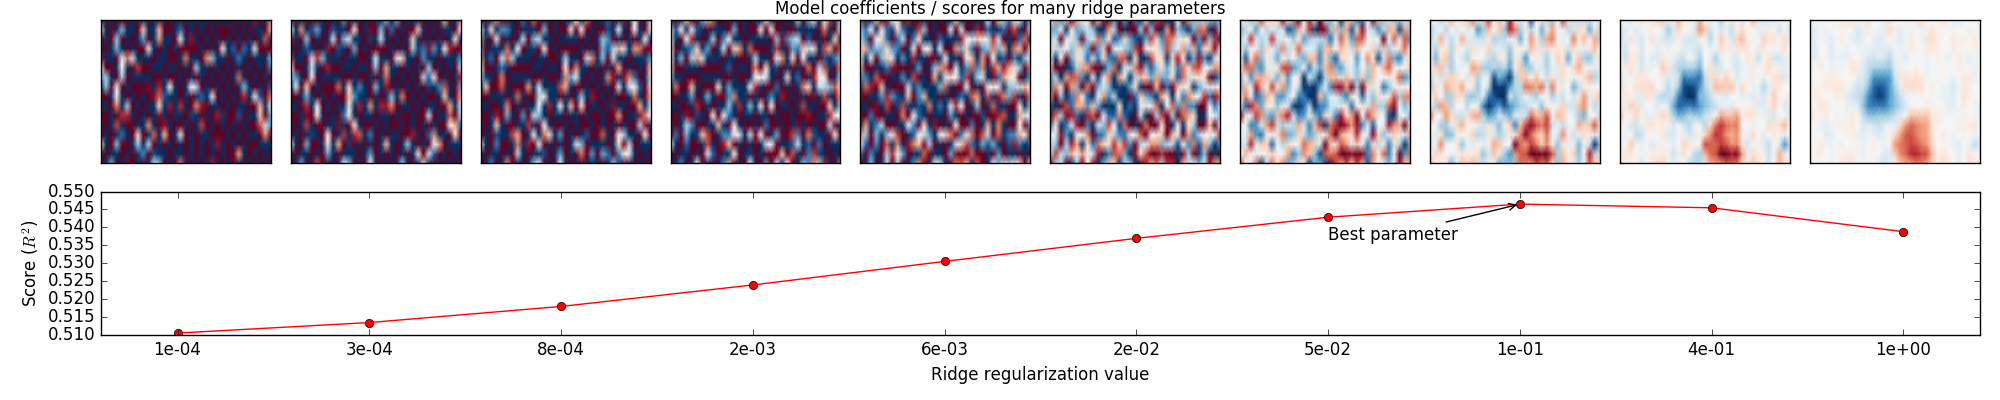 Model coefficients / scores for many ridge parameters
0.550
0.545
0.540
0.535
0.530
0.525
0.520
0.515
0.510
Score (R²)
Best parameter
1e-04 3e-04 8e-04 2e-03 6e-03 2e-02 5e-02 1e-01 4e-01 1e+00
Ridge regularization value